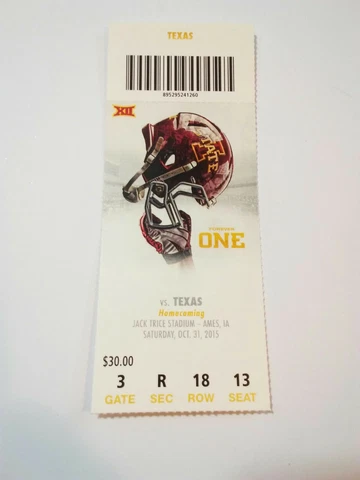 TEXAS
895295241260
XII
I STATE
ONE
vs. TEXAS
Homecoming
JACK TRICE STADIUM - AMES, IA
SATURDAY, OCT. 31, 2015
$30.00
3 R 18 13
GATE SEC ROW SEAT